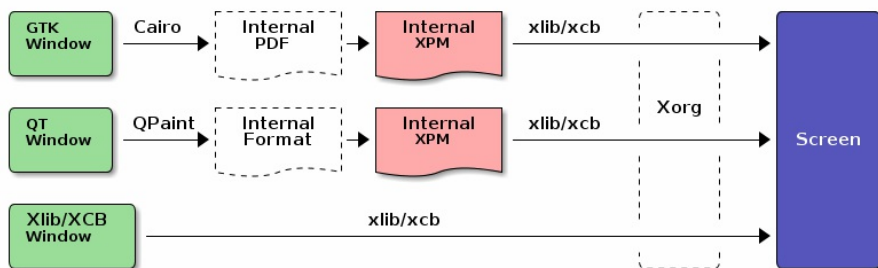 GTK
Window
Cairo
Internal
PDF
Internal
XPM
xlib/xcb
QT
Window
QPaint
Internal
Format
Internal
XPM
xlib/xcb
Xorg
Screen
Xlib/XCB
Window
xlib/xcb